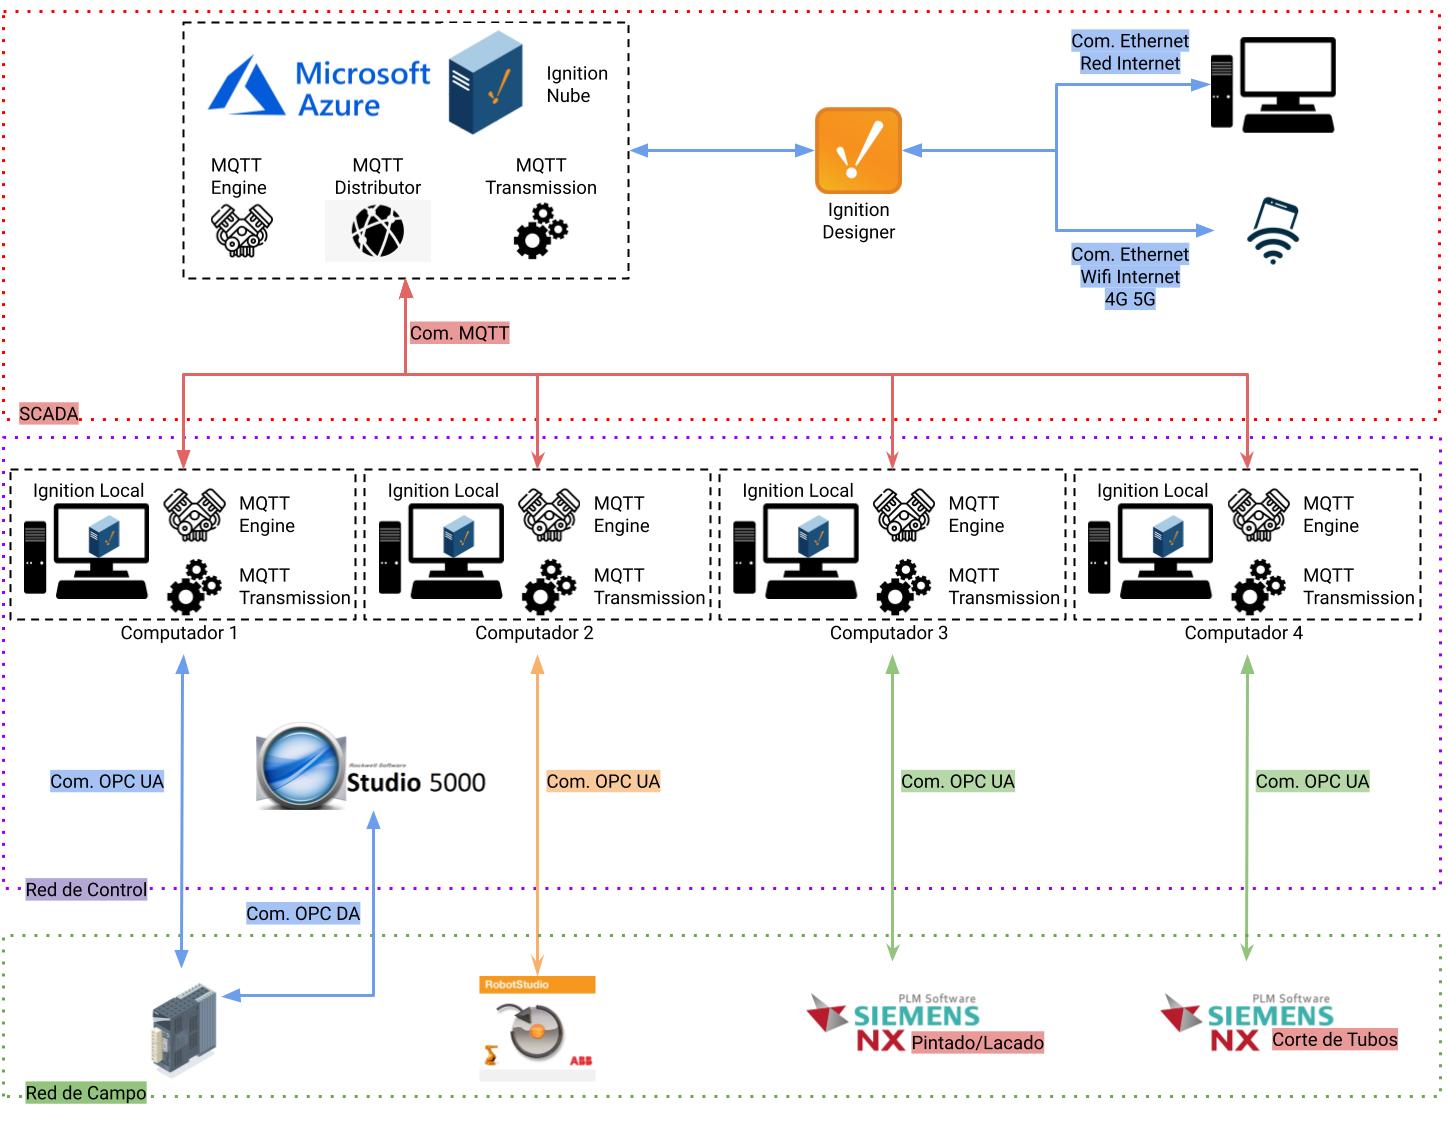 Microsoft
Azure
Ignition
Nube
MQTT
Engine
MQTT
Distributor
MQTT
Transmission
Ignition
Designer
Com. Ethernet
Red Internet
Com. Ethernet
Wifi Internet
4G 5G
Com. MQTT
SCADA
Ignition Local
MQTT
Engine
MQTT
Transmission
Computador 1
Ignition Local
MQTT
Engine
MQTT
Transmission
Computador 2
Ignition Local
MQTT
Engine
MQTT
Transmission
Computador 3
Ignition Local
MQTT
Engine
MQTT
Transmission
Computador 4
Rockwell Software
Studio 5000
Com. OPC UA
Com. OPC UA
Com. OPC UA
Com. OPC UA
Red de Control
Com. OPC DA
RobotStudio
ABB
PLM Software
SIEMENS
NX Pintado/Lacado
PLM Software
SIEMENS
NX Corte de Tubos
Red de Campo